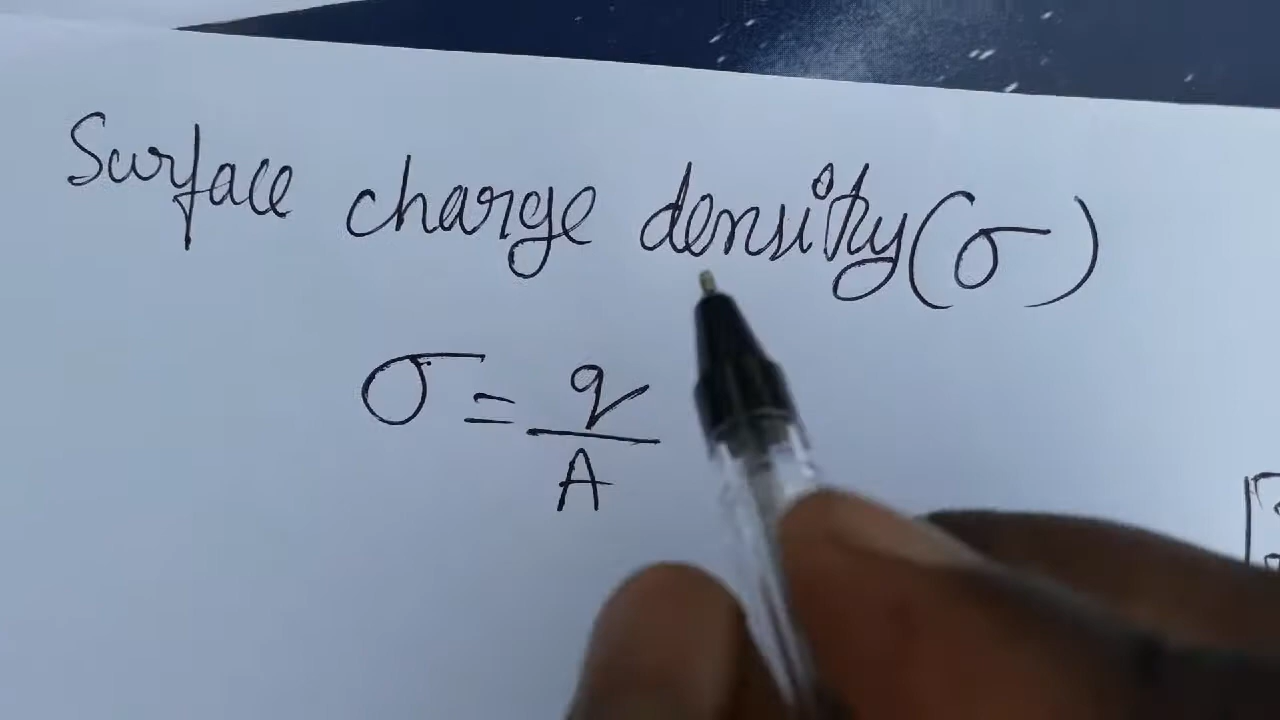 Surface charge density (σ)
σ = q/A